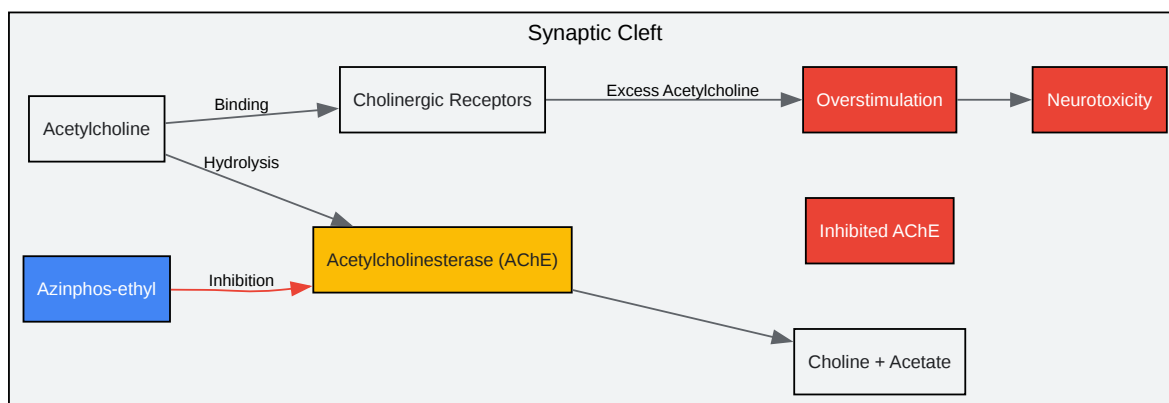 Synaptic Cleft
Acetylcholine
Binding
Cholinergic Receptors
Excess Acetylcholine
Overstimulation
Neurotoxicity
Hydrolysis
Inhibited AChE
Acetylcholinesterase (AChE)
Azinphos-ethyl
Inhibition
Choline + Acetate